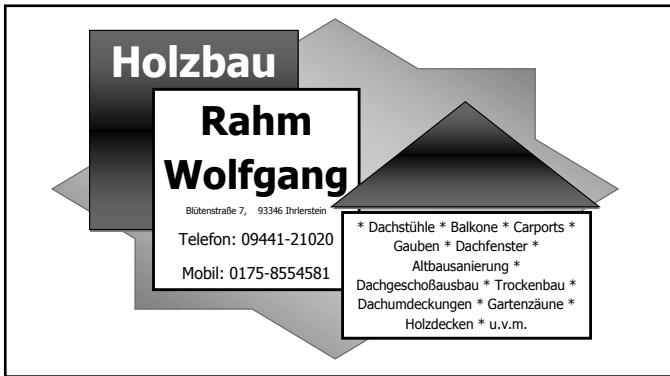 Holzbau
Rahm
Wolfgang
Blütenstraße 7, 93346 Ihrlerstein
Telefon: 09441-21020
Mobil: 0175-8554581
* Dachstühle * Balkone * Carports *
Gauben * Dachfenster *
Altbausanierung *
Dachgeschoßausbau * Trockenbau *
Dachumdeckungen * Gartenzäune *
Holzdecken * u.v.m.